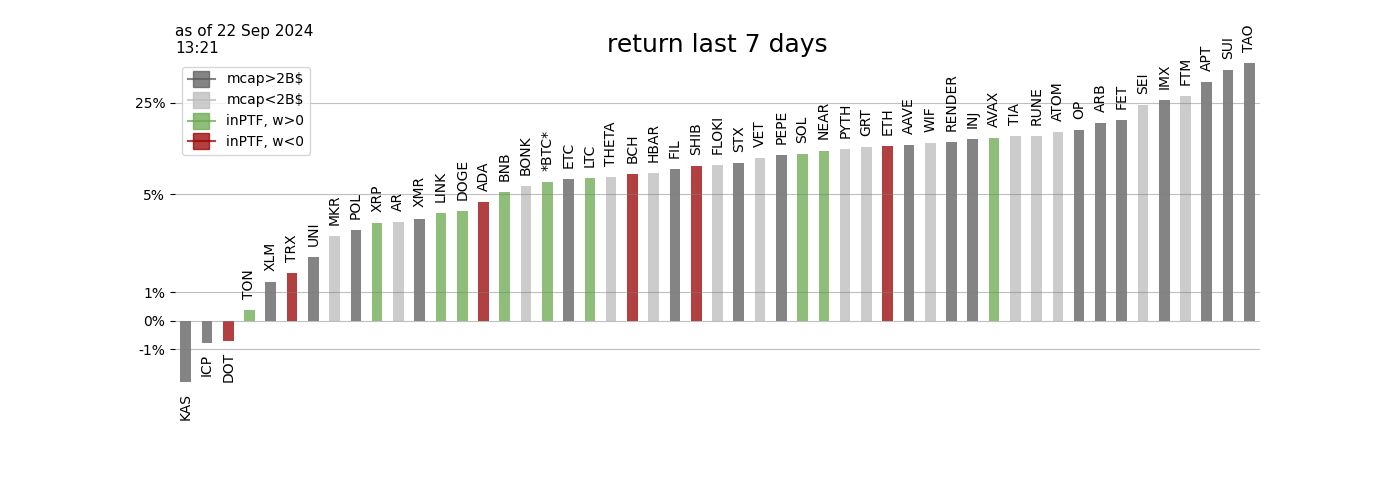 as of 22 Sep 2024
13:21
return last 7 days
mcap>2B$
mcap<2B$
inPTF, w>0
inPTF, w<0
25%
5%
1%
0%
-1%
KAS
ICP
DOT
TON
XLM
TRX
UNI
MKR
POL
XRP
AR
XMR
LINK
DOGE
ADA
BNB
BONK
*BTC*
ETC
LTC
THETA
BCH
HBAR
FIL
SHIB
FLOKI
STX
VET
PEPE
SOL
NEAR
PYTH
GRT
ETH
AAVE
WIF
RENDER
INJ
AVAX
TIA
RUNE
ATOM
OP
ARB
FET
SEI
IMX
FTM
APT
SUI
TAO